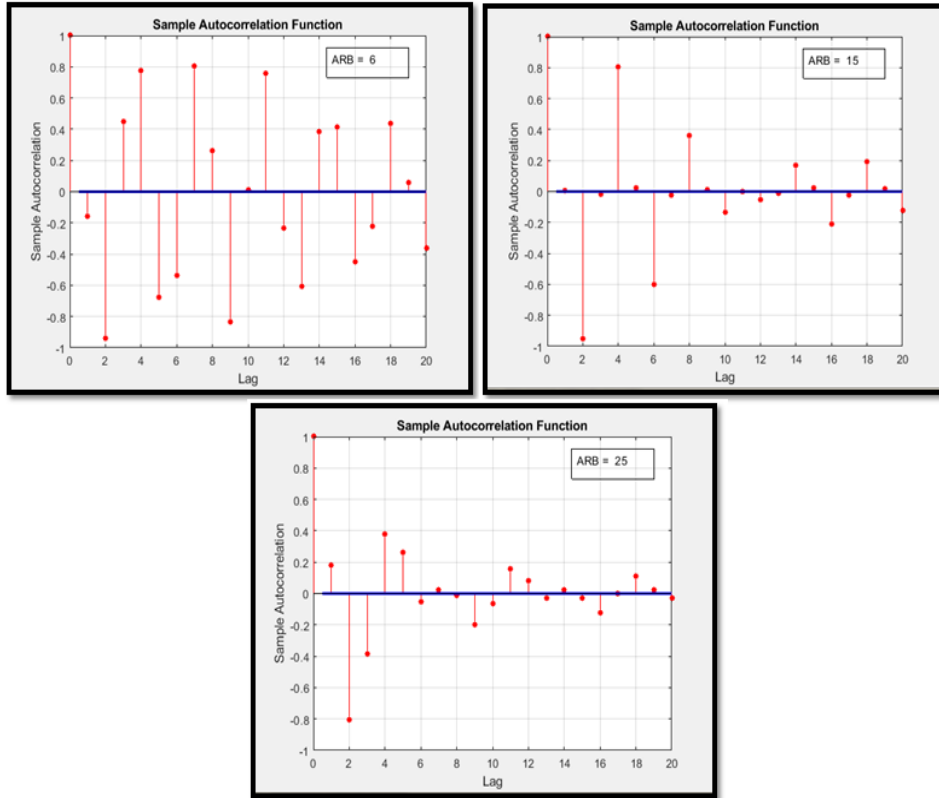 Sample Autocorrelation Function
ARB = 6
1
0.8
0.6
0.4
0.2
0
-0.2
-0.4
-0.6
-0.8
-1
Sample Autocorrelation
0 2 4 6 8 10 12 14 16 18 20
Lag
Sample Autocorrelation Function
ARB = 15
1
0.8
0.6
0.4
0.2
0
-0.2
-0.4
-0.6
-0.8
-1
Sample Autocorrelation
0 2 4 6 8 10 12 14 16 18 20
Lag
Sample Autocorrelation Function
ARB = 25
1
0.8
0.6
0.4
0.2
0
-0.2
-0.4
-0.6
-0.8
-1
Sample Autocorrelation
0 2 4 6 8 10 12 14 16 18 20
Lag